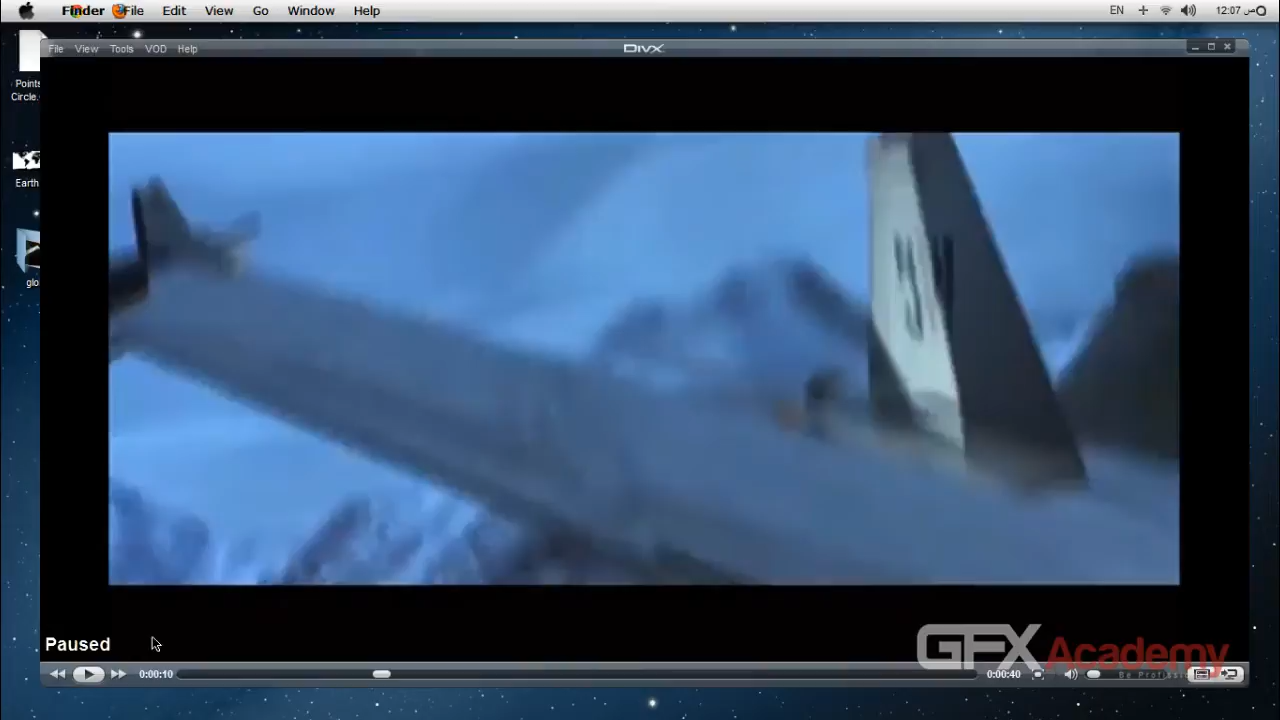 Finder File Edit View Go Window Help EN 12:07 ص
File View Tools VOD Help DIVX
Points
Circle.
Earth
glo
Paused
GFX Academy
0:00:10 0:00:40